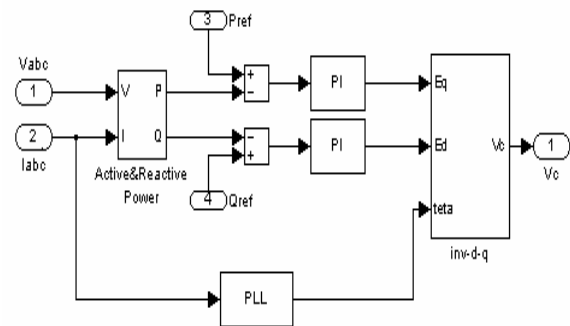 3 Pref
Vabc
1
V P
+
−
PI
Eq
2
Iabc
I Q
−
+
PI
Ed
Vc
1
Vc
Active&Reactive
Power
4 Qref
teta
inv-d-q
PLL